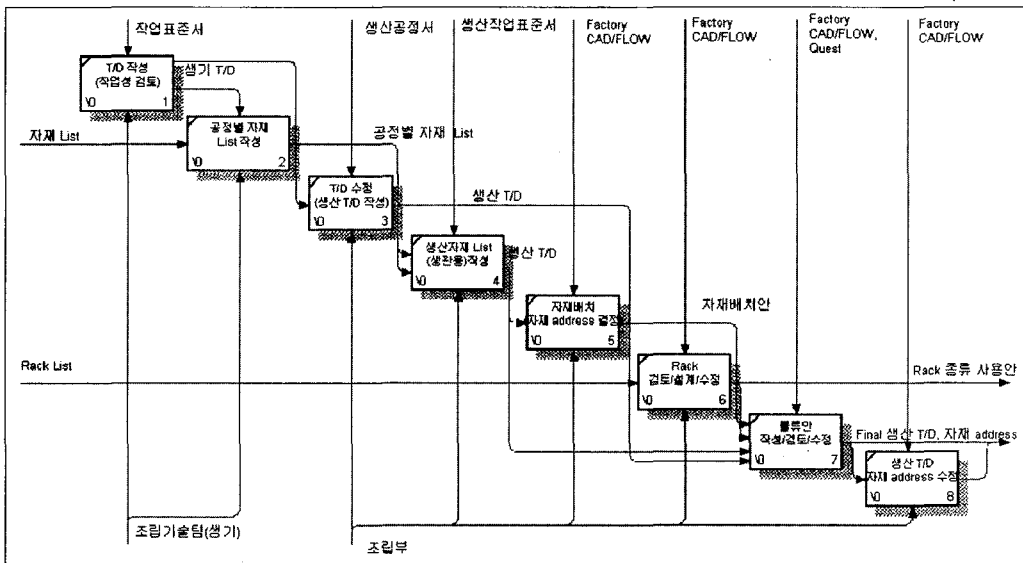 작업표준서
생산공정서
생산작업표준서
Factory
CAD/FLOW
Factory
CAD/FLOW
Factory
CAD/FLOW,
Quest
Factory
CAD/FLOW
T/D 작성
(작업성 검토)
\0 1
생기 T/D
자재 List
공정별 자재
List 작성
\0 2
공정별 자재 List
T/D 수정
(생산 T/D 작성)
\0 3
생산 T/D
생산자재 List
(생관용)작성
\0 4
생산 T/D
자재배치
자재 address 결정
\0 5
자재배치안
Rack List
Rack
검토/설계/수정
\0 6
Rack 종류 사용안
물류안
작성/검토/수정
\0 7
Final 생산 T/D, 자재 address
생산 T/D
자재 address 수정
\0 8
조립기술팀(생기)
조립부